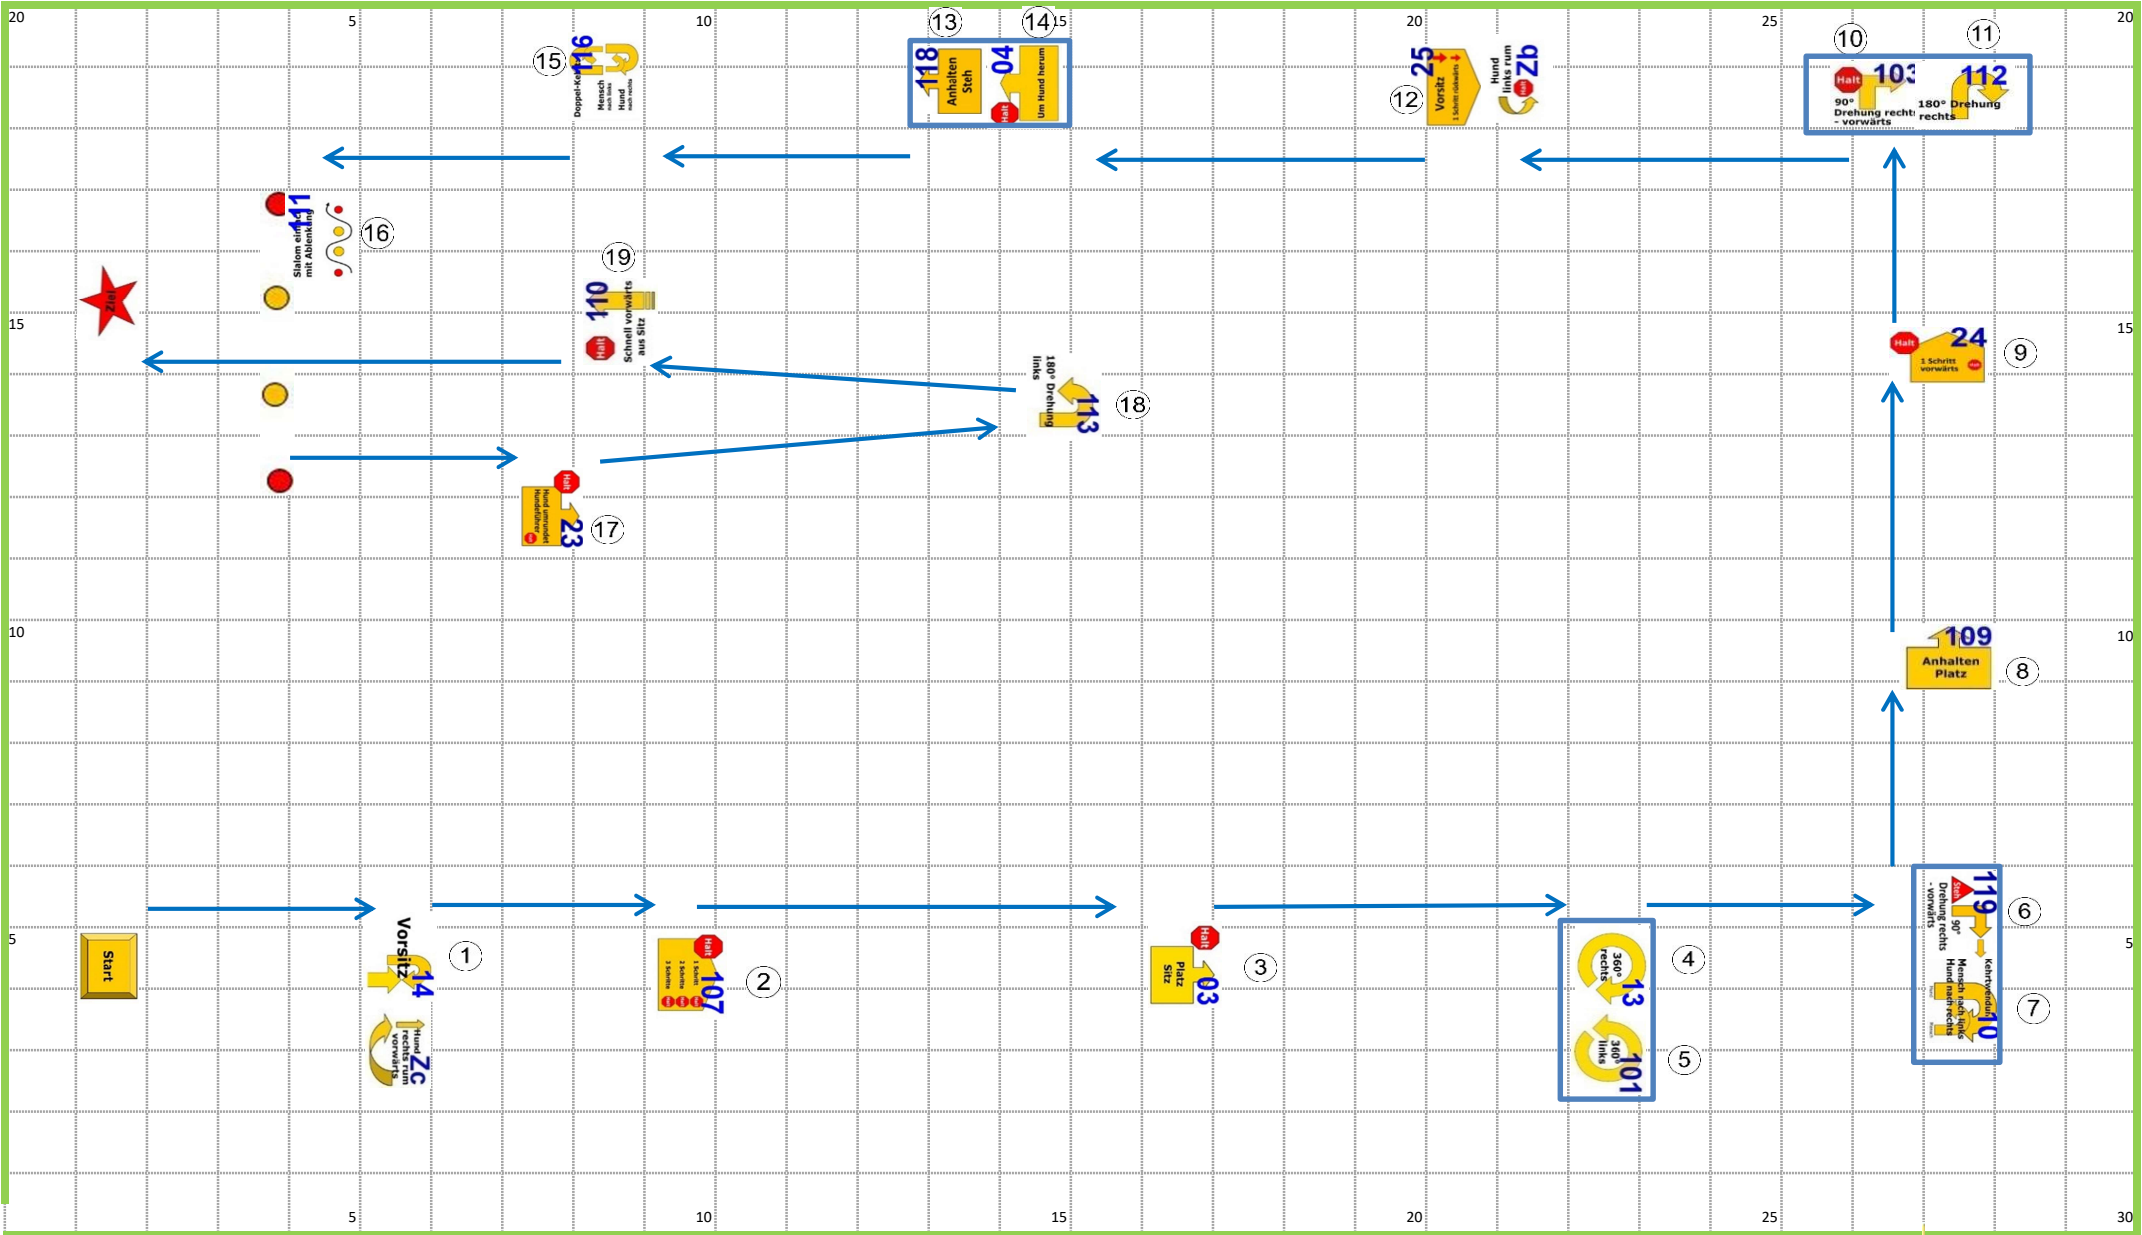 20
5
10
15
20
25
20
15
116
Doppel-Kehrt
Mensch
nach links
Hund
nach rechts
13
118
Anhalten
Steh
14
04
Halt
Um Hund herum
12
25
Vorsitz
1 Schritt rückwärts
Hund
links rum
Zb
Halt
10
Halt
103
90°
Drehung rechts
- vorwärts
11
112
180° Drehung
rechts
111
Slalom einfach
mit Ablenkung
16
Ziel
19
110
Halt
Schnell vorwärts
aus Sitz
15
15
180° Drehung
links
113
18
Halt
24
1 Schritt
vorwärts
9
Halt
Hund umrundet
Hundeführer
23
17
10
10
109
Anhalten
Platz
8
Start
5
Vorsitz
14
1
Hund
rechts rum
vorwärts
Zc
Halt
1 Schritt
2 Schritte
3 Schritte
107
2
Halt
Platz
Sitz
03
3
360°
rechts
13
4
360°
links
101
5
119
Steh
90°
Drehung rechts
- vorwärts
6
Kehrtwendung
Mensch nach links
Hund nach rechts
10
7
5
5
10
15
20
25
30